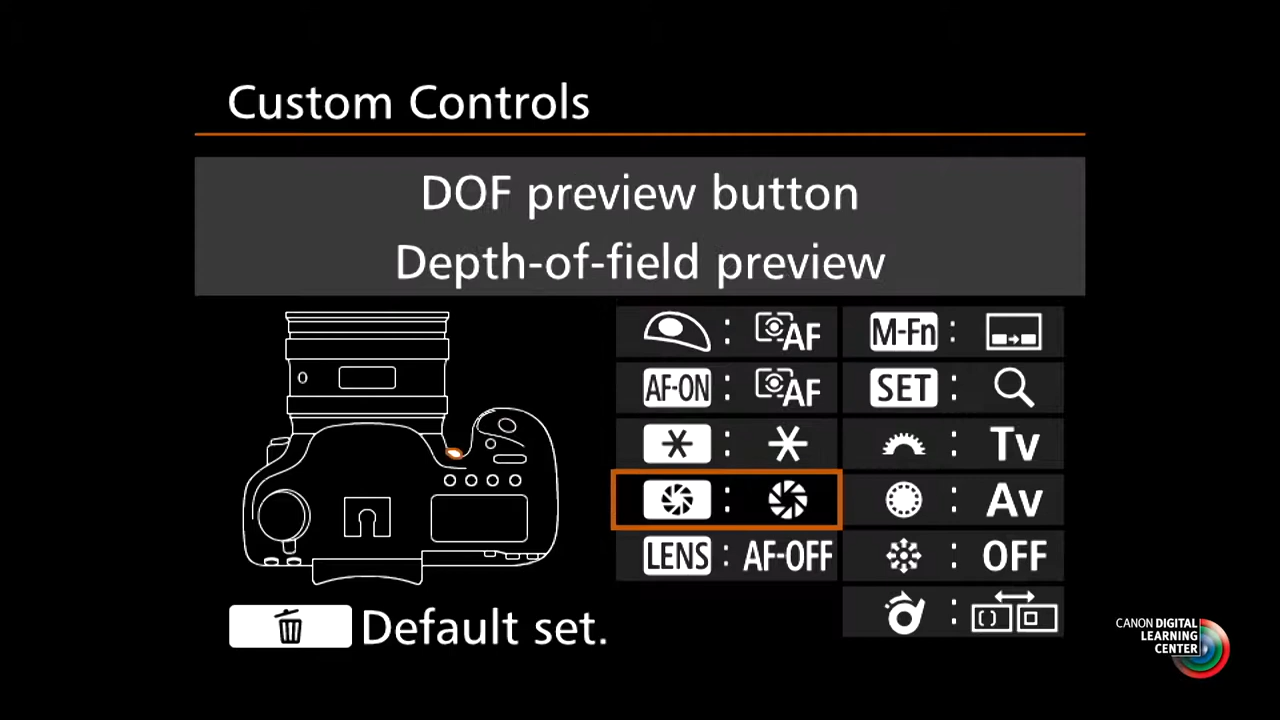 Custom Controls
DOF preview button
Depth-of-field preview
: AF
M-Fn :
AF-ON : AF
SET :
:
: Tv
:
: Av
LENS : AF-OFF
: OFF
:
Default set.
CANON DIGITAL
LEARNING
CENTER